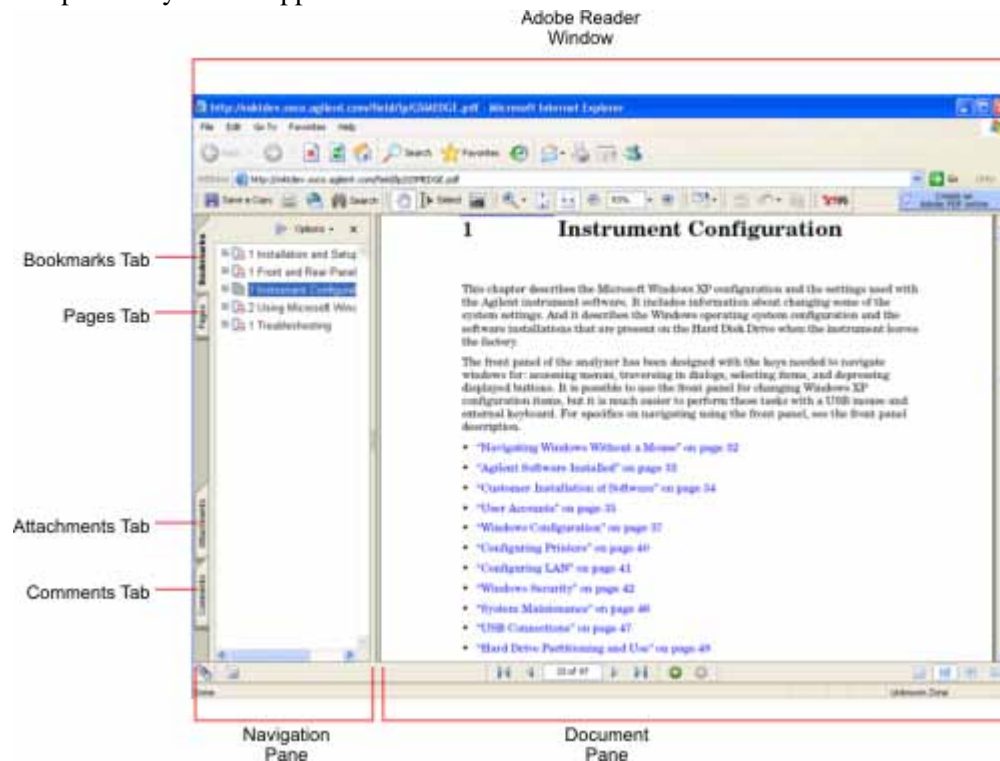 Adobe Reader
Window
Microsoft Internet Explorer
File Edit Go To Favorites Help
Search Favorites
Go
Save a Copy Search Select
Options
Bookmarks Tab
Bookmarks
1 Installation and Setup
1 Front and Rear Panel
1 Instrument Configura
2 Using Microsoft Wind
1 Troubleshooting
Pages Tab
Pages
1 Instrument Configuration
This chapter describes the Microsoft Windows XP configuration and the settings used with
the Agilent instrument software. It includes information about changing some of the
system settings. And it describes the Windows operating system configuration and the
software installations that are present on the Hard Disk Drive when the instrument leaves
the factory.
The front panel of the analyzer has been designed with the keys needed to navigate
windows for: accessing menus, traversing in dialogs, selecting items, and depressing
displayed buttons. It is possible to use the front panel for changing Windows XP
configuration items, but it is much easier to perform these tasks with a USB mouse and
external keyboard. For specifics on navigating using the front panel, see the front panel
description.
• "Navigating Windows Without a Mouse" on page 32
• "Agilent Software Installed" on page 33
• "Customer Installation of Software" on page 34
• "User Accounts" on page 35
• "Windows Configuration" on page 37
• "Configuring Printers" on page 40
• "Configuring LAN" on page 41
• "Windows Security" on page 42
• "System Maintenance" on page 46
• "USB Connections" on page 47
• "Hard Drive Partitioning and Use" on page 49
Attachments Tab
Attachments
Comments Tab
Comments
Done
Unknown Zone
Navigation
Pane
Document
Pane